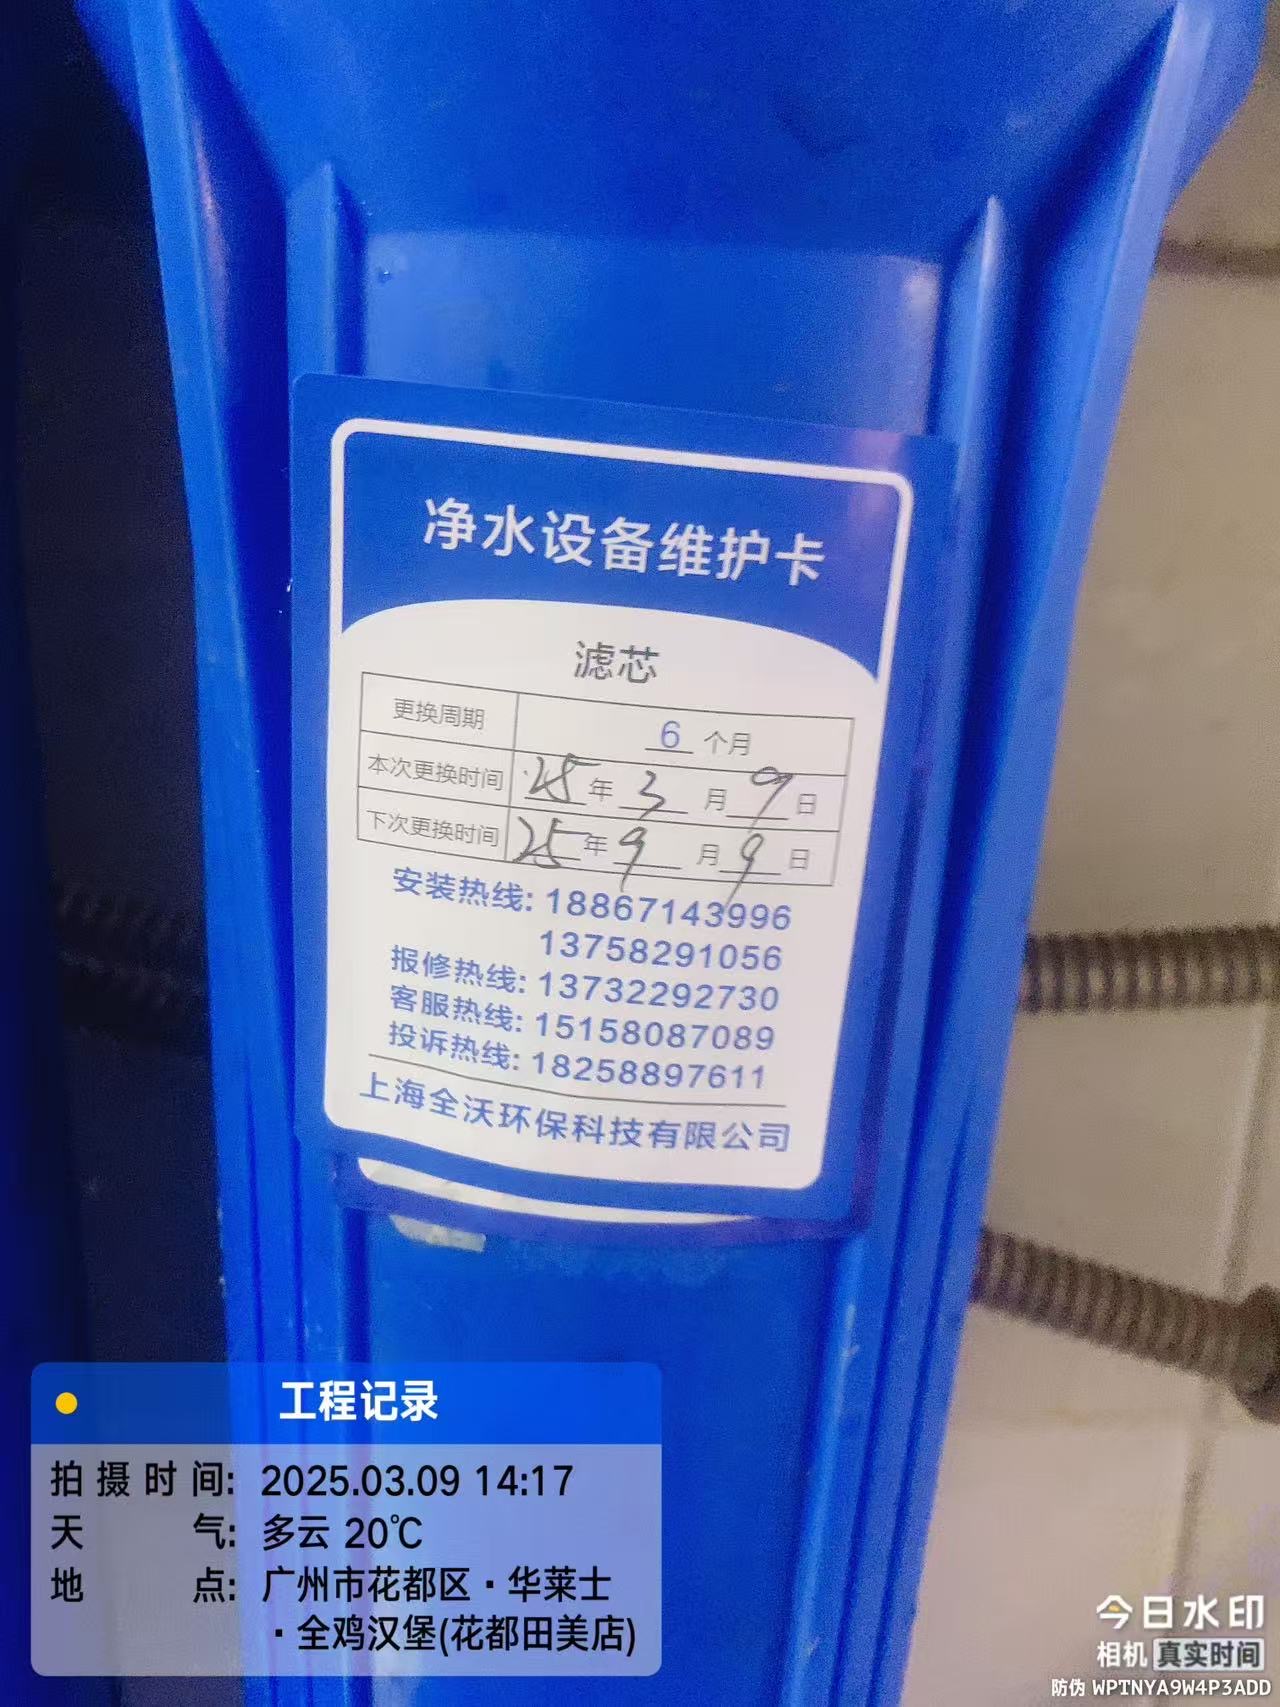 净水设备维护卡
滤芯
更换周期 6 个月
本次更换时间 25年 3 月 9 日
下次更换时间 25年 9 月 9 日
安装热线: 18867143996
13758291056
报修热线: 13732292730
客服热线: 15158087089
投诉热线: 18258897611
上海全沃环保科技有限公司
工程记录
拍摄时间: 2025.03.09 14:17
天气: 多云 20℃
地点: 广州市花都区·华莱士
·全鸡汉堡(花都田美店)
今日水印
相机 真实时间
防伪 WPTNYA9W4P3ADD